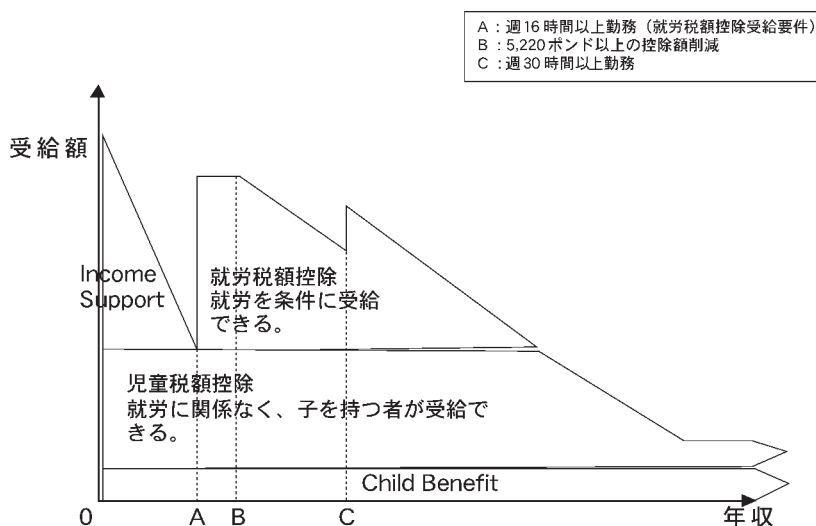 A：週16時間以上勤務（就労税額控除受給要件）
B：5,220ポンド以上の控除額削減
C：週30時間以上勤務
受給額
Income
Support
就労税額控除
就労を条件に受給
できる。
児童税額控除
就労に関係なく、子を持つ者が受給で
きる。
Child Benefit
0 A B C 年収